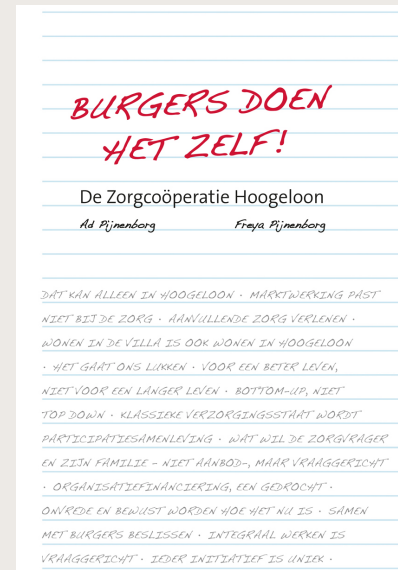 BURGERS DOEN
HET ZELF!
De Zorgcoöperatie Hoogeloon
Ad Pijnenborg Freya Pijnenborg
DAT KAN ALLEEN IN HOOGELOON · MARKTWERKING PAST
NIET BIJ DE ZORG · AANVULLENDE ZORG VERLENEN ·
WONEN IN DE VILLA IS OOK WONEN IN HOOGELOON
· HET GAAT ONS LUKKEN · VOOR EEN BETER LEVEN,
NIET VOOR EEN LANGER LEVEN · BOTTOM-UP, NIET
TOP DOWN · KLASSIEKE VERZORGINGSSTAAT WORDT
PARTICIPATIESAMENLEVING · WAT WIL DE ZORGVRAGER
EN ZIJN FAMILIE – NIET AANBOD-, MAAR VRAAGGERICHT
· ORGANISATIEFINANCIERING, EEN GEDROCHT ·
ONVREDE EN BEWUST WORDEN HOE HET NU IS · SAMEN
MET BURGERS BESLISSEN · INTEGRAAL WERKEN IS
VRAAGGERICHT · IEDER INITIATIEF IS UNIEK ·